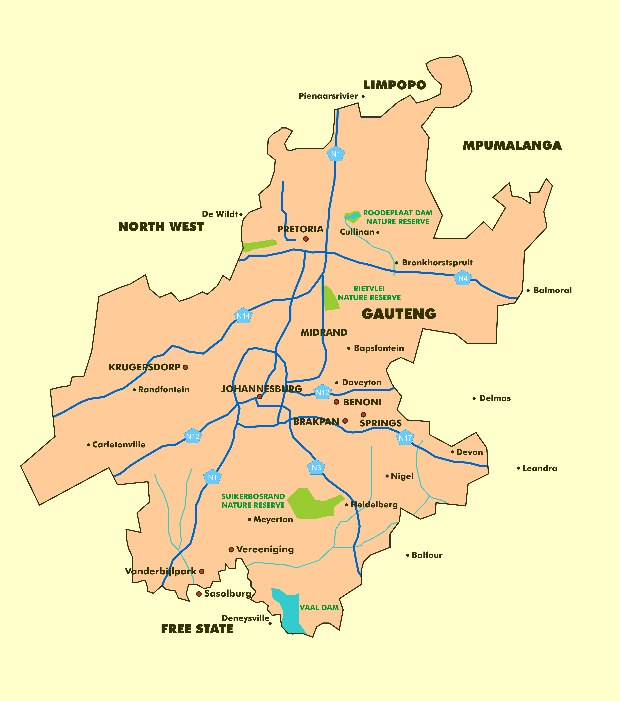 LIMPOPO
Pienaarsrivier
MPUMALANGA
N1
De Wildt
ROODEPLAAT DAM
NATURE RESERVE
NORTH WEST
PRETORIA
Cullinan
Bronkhorstspruit
N4
RIETVLEI
NATURE RESERVE
Balmoral
N14
GAUTENG
MIDRAND
Bapsfontein
KRUGERSDORP
Randfontein
JOHANNESBURG
Daveyton
N12
BENONI
Delmas
BRAKPAN
SPRINGS
N12
N17
Carletonville
Devon
Leandra
N1
N3
Nigel
SUIKERBOSRAND
NATURE RESERVE
Heidelberg
Meyerton
Vereeniging
Balfour
Vanderbijlpark
Sasolburg
VAAL DAM
Deneysville
FREE STATE